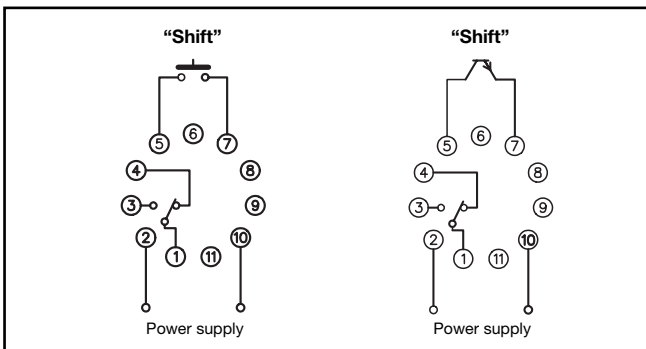 “Shift” “Shift”
5 6 7 5 6 7
4 8 4 8
3 9 3 9
2 10 2 10
1 11 1 11
Power supply Power supply